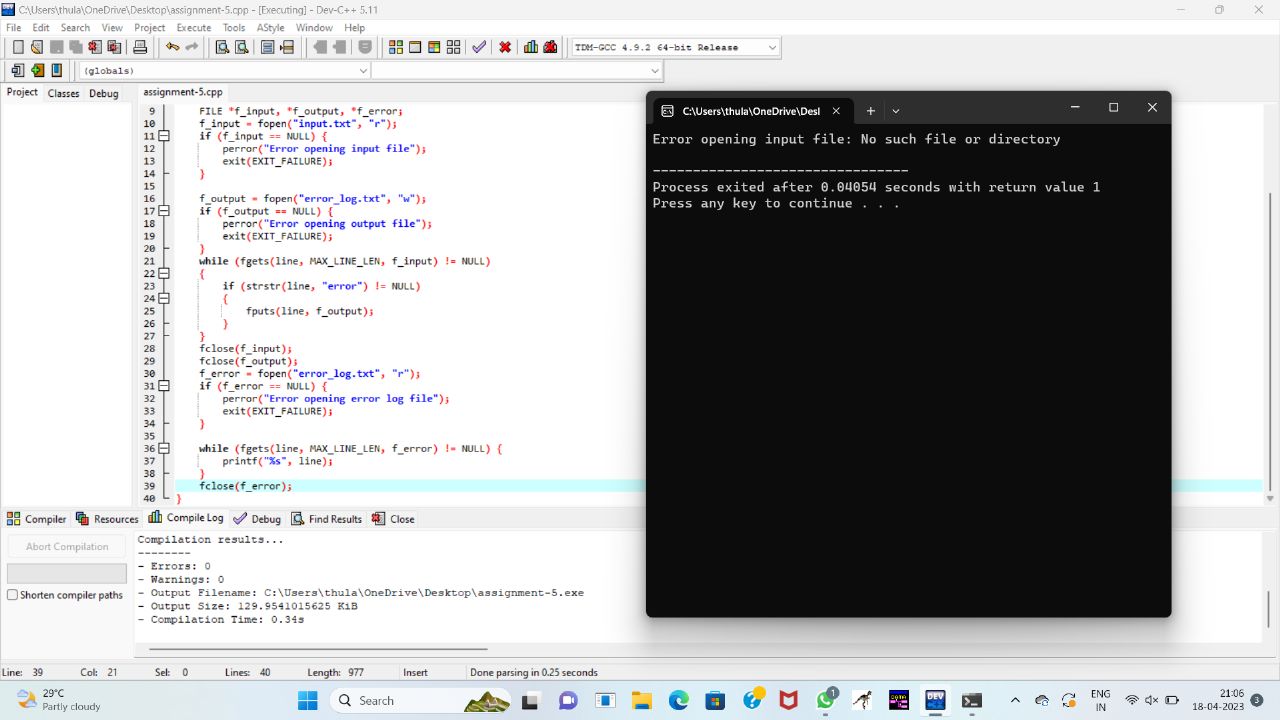 C:\Users\thula\OneDrive\Desktop\assignment-5.cpp - [Executing] - Dev-C++ 5.11
File Edit Search View Project Execute Tools AStyle Window Help
TDM-GCC 4.9.2 64-bit Release
(globals)
Project Classes Debug
assignment-5.cpp
9 FILE *f_input, *f_output, *f_error;
10 f_input = fopen("input.txt", "r");
11 if (f_input == NULL) {
12 perror("Error opening input file");
13 exit(EXIT_FAILURE);
14 }
15
16 f_output = fopen("error_log.txt", "w");
17 if (f_output == NULL) {
18 perror("Error opening output file");
19 exit(EXIT_FAILURE);
20 }
21 while (fgets(line, MAX_LINE_LEN, f_input) != NULL)
22 {
23 if (strstr(line, "error") != NULL)
24 {
25 fputs(line, f_output);
26 }
27 }
28 fclose(f_input);
29 fclose(f_output);
30 f_error = fopen("error_log.txt", "r");
31 if (f_error == NULL) {
32 perror("Error opening error log file");
33 exit(EXIT_FAILURE);
34 }
35
36 while (fgets(line, MAX_LINE_LEN, f_error) != NULL) {
37 printf("%s", line);
38 }
39 fclose(f_error);
40 }
C:\Users\thula\OneDrive\Desl
Error opening input file: No such file or directory
--------------------------------
Process exited after 0.04054 seconds with return value 1
Press any key to continue . . .
Compiler Resources Compile Log Debug Find Results Close
Abort Compilation
Shorten compiler paths
Compilation results...
--------
- Errors: 0
- Warnings: 0
- Output Filename: C:\Users\thula\OneDrive\Desktop\assignment-5.exe
- Output Size: 129.9541015625 KiB
- Compilation Time: 0.34s
Line: 39 Col: 21 Sel: 0 Lines: 40 Length: 977 Insert Done parsing in 0.25 seconds
29°C
Partly cloudy
Search
DEV
1
ENG
IN
21:06
18-04-2023
3